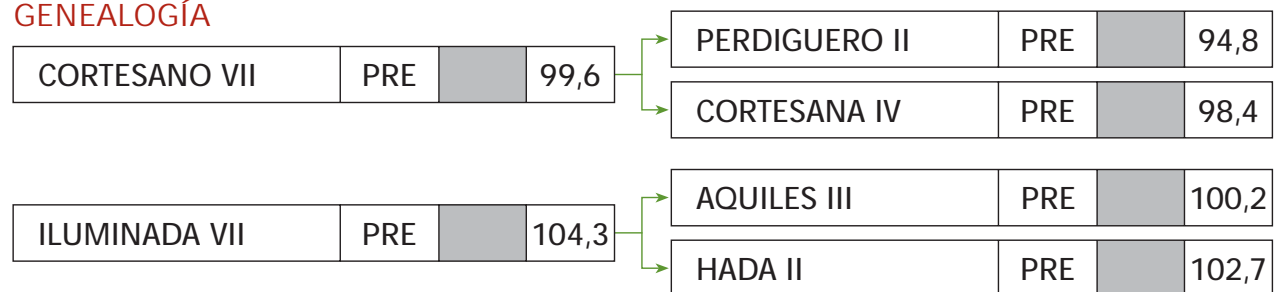 GENEALOGÍA
CORTESANO VII PRE 99,6
PERDIGUERO II PRE 94,8
CORTESANA IV PRE 98,4
ILUMINADA VII PRE 104,3
AQUILES III PRE 100,2
HADA II PRE 102,7